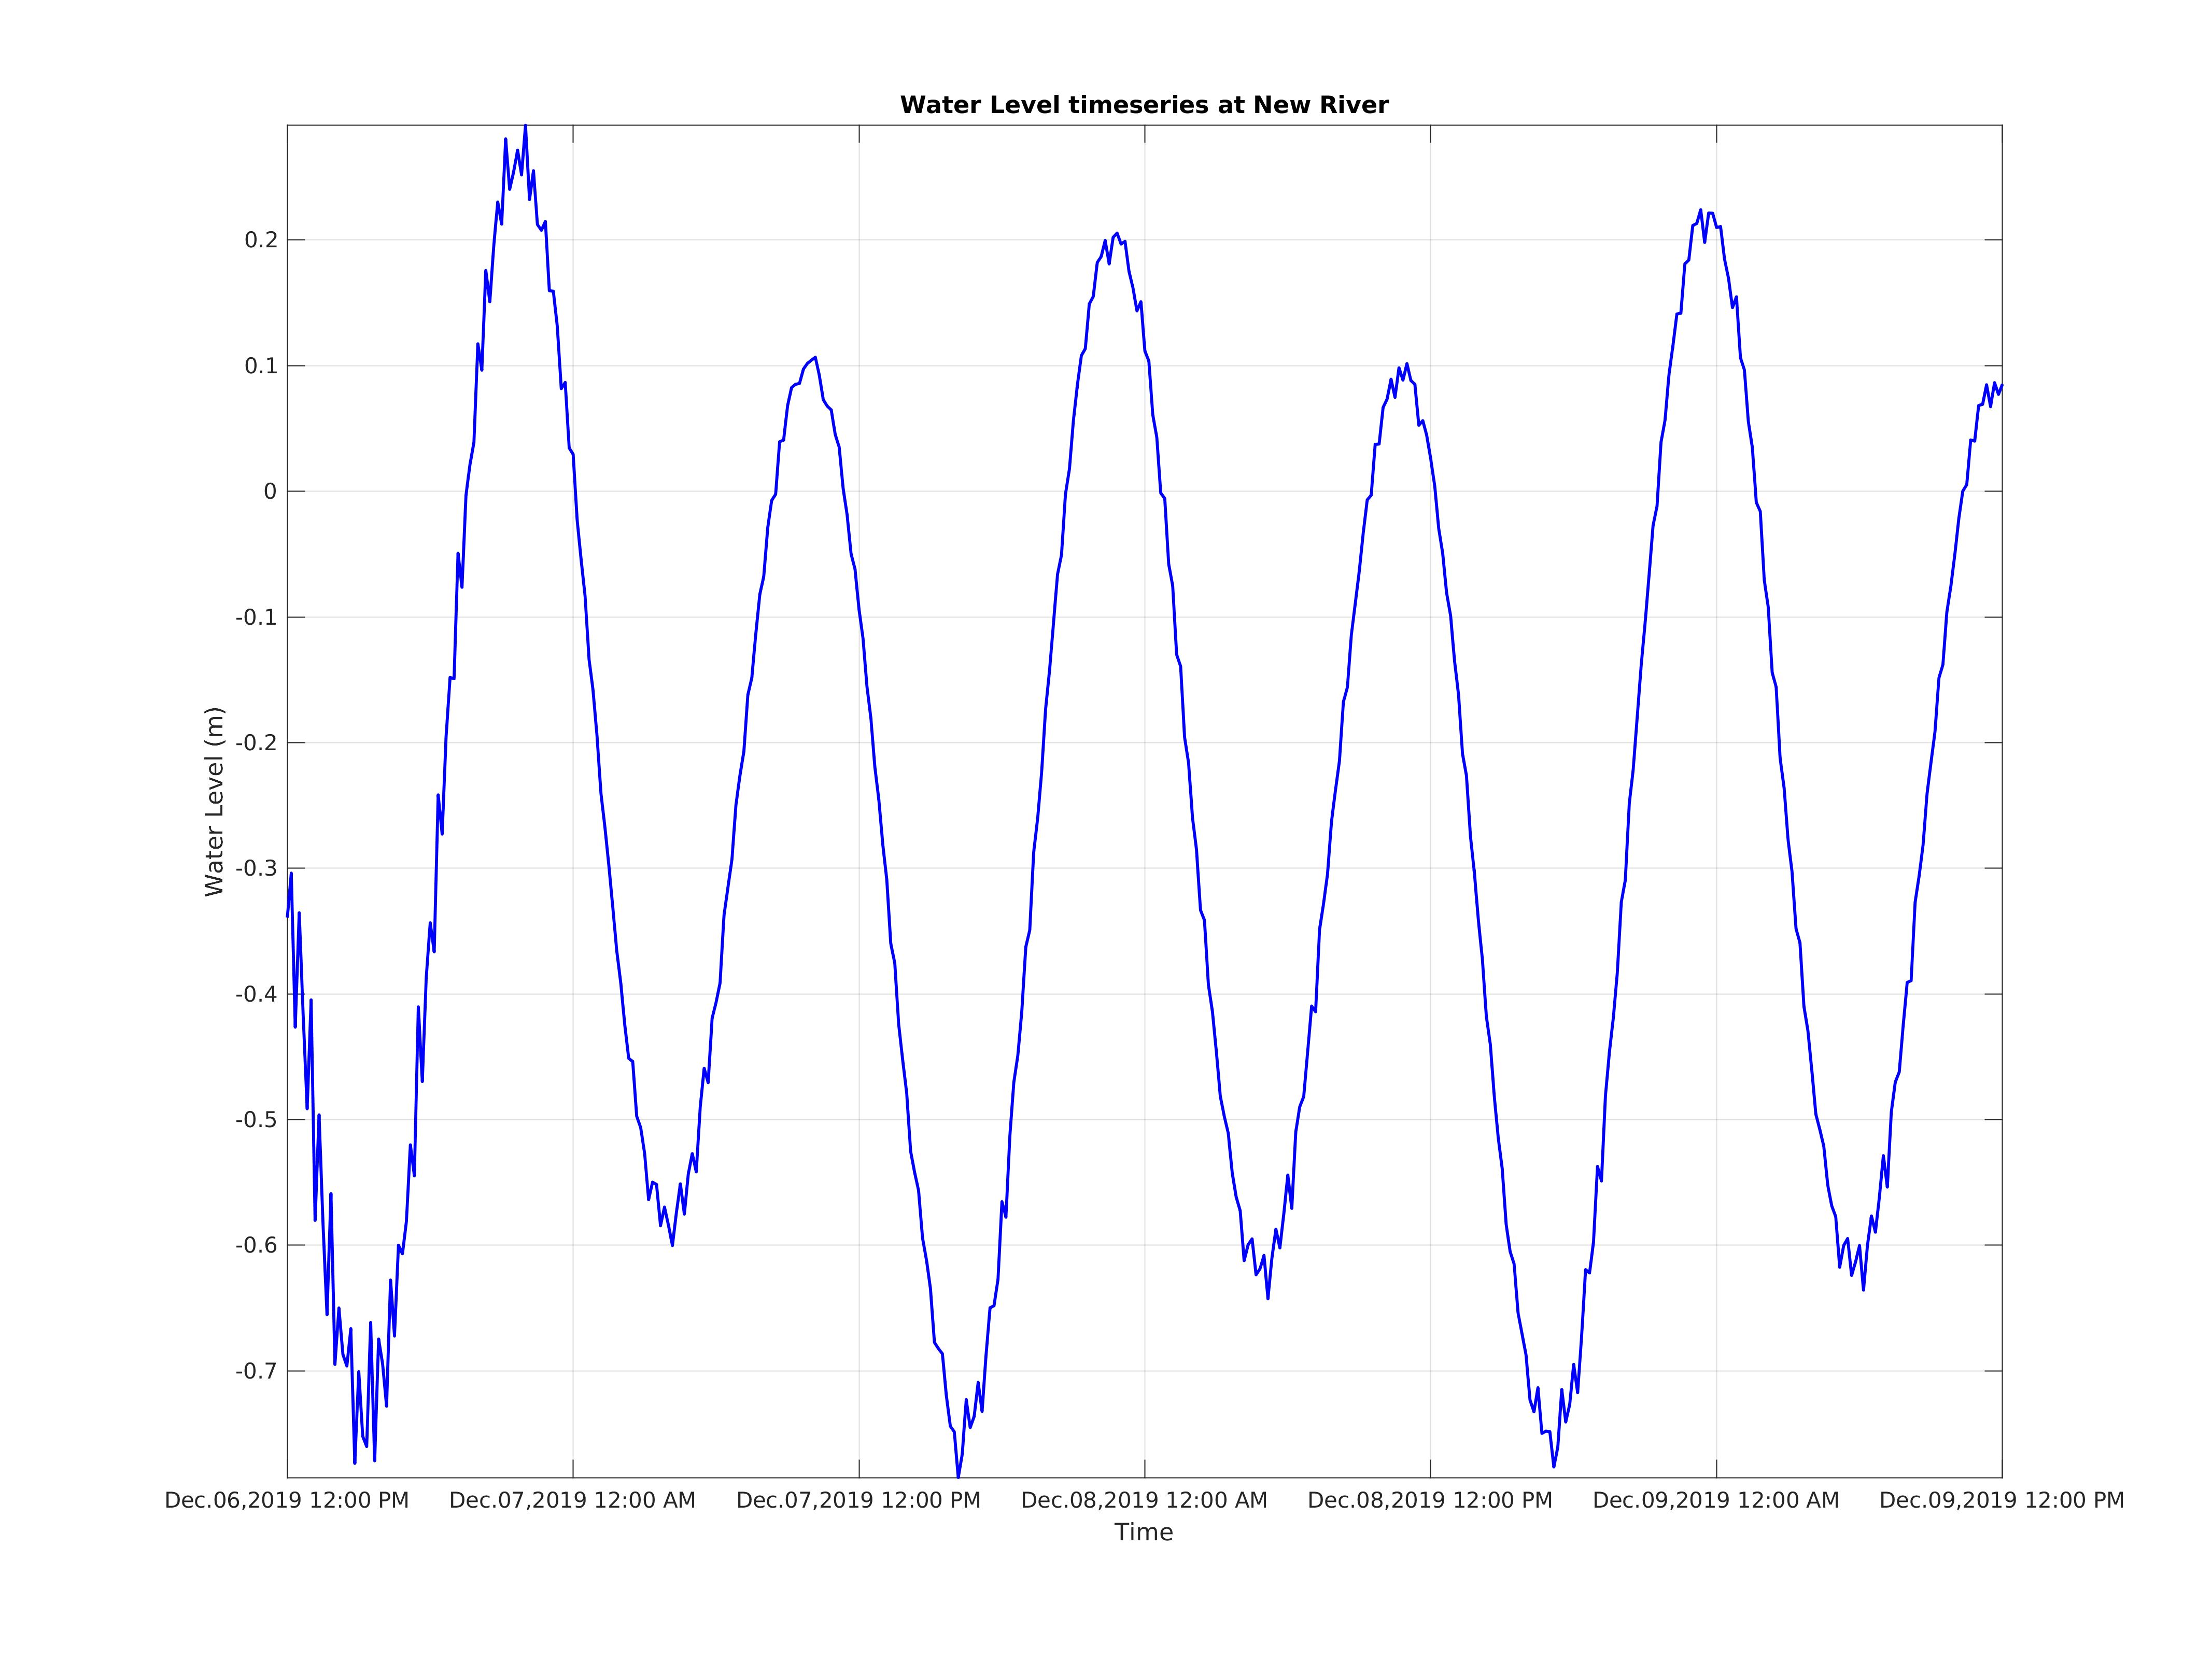 Water Level timeseries at New River
0.2
0.1
0
-0.1
-0.2
-0.3
-0.4
-0.5
-0.6
-0.7
Water Level (m)
Dec.06,2019 12:00 PM
Dec.07,2019 12:00 AM
Dec.07,2019 12:00 PM
Dec.08,2019 12:00 AM
Dec.08,2019 12:00 PM
Dec.09,2019 12:00 AM
Dec.09,2019 12:00 PM
Time